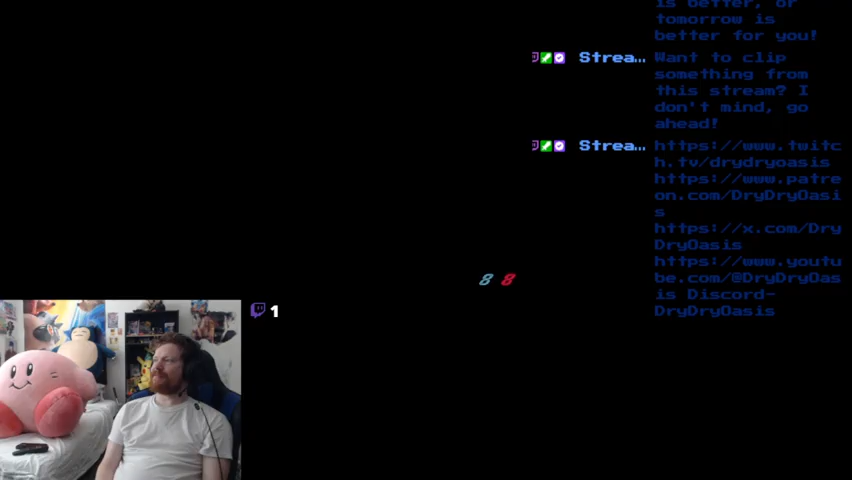 is better, or
tomorrow is
better for you!
Strea… Want to clip
something from
this stream? I
don't mind, go
ahead!
Strea… https://www.twitc
h.tv/drydryoasis
https://www.patre
on.com/DryDryOasi
s
https://x.com/Dry
DryOasis
https://www.youtu
be.com/@DryDryOas
is Discord-
DryDryOasis
8 8
1